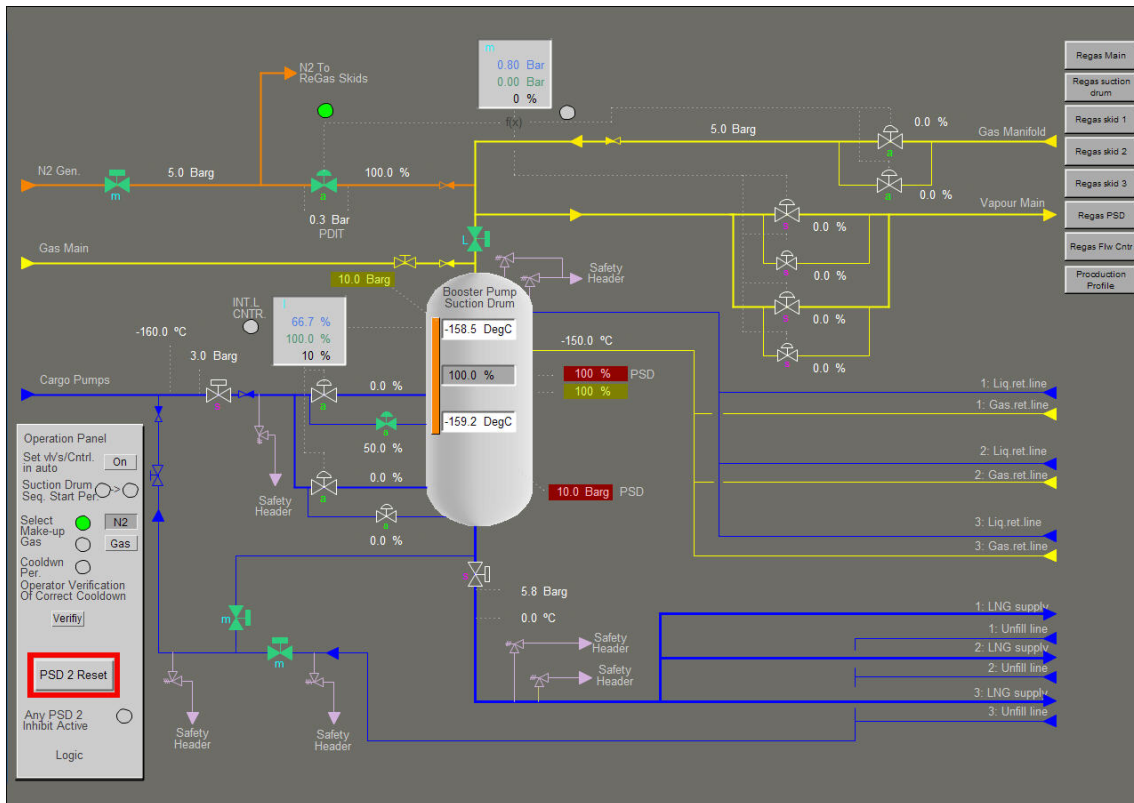 m
0.80 Bar
0.00 Bar
0 %
f(x)
N2 To
ReGas Skids
Regas Main
Regas suction
drum
Regas skid 1
Regas skid 2
Regas skid 3
Regas PSD
Regas Flw Cntr
Procduction
Profile
5.0 Barg
0.0 %
Gas Manifold
a
a
0.0 %
N2 Gen.
m
5.0 Barg
a
100.0 %
0.3 Bar
PDIT
Vapour Main
0.0 %
0.0 %
0.0 %
0.0 %
L
Gas Main
10.0 Barg
Safety
Header
Booster Pump
Suction Drum
-158.5 DegC
100.0 %
-159.2 DegC
INT.L
CNTR.
66.7 %
100.0 %
10 %
-160.0 ºC
3.0 Barg
-150.0 ºC
100 %
PSD
100 %
10.0 Barg
PSD
Cargo Pumps
a
0.0 %
a
50.0 %
a
0.0 %
a
0.0 %
Safety
Header
1: Liq.ret.line
1: Gas.ret.line
2: Liq.ret.line
2: Gas.ret.line
3: Liq.ret.line
3: Gas.ret.line
Operation Panel
Set vlv's/Cntrl.
in auto
On
Suction Drum
Seq. Start Per.
->
Select
Make-up
Gas
N2
Gas
Cooldwn
Per.
Operator Verification
Of Correct Cooldown
Verifiy
PSD 2 Reset
Any PSD 2
Inhibit Active
Logic
m
m
5.8 Barg
0.0 ºC
Safety
Header
Safety
Header
Safety
Header
Safety
Header
1: LNG supply
1: Unfill line
2: LNG supply
2: Unfill line
3: LNG supply
3: Unfill line